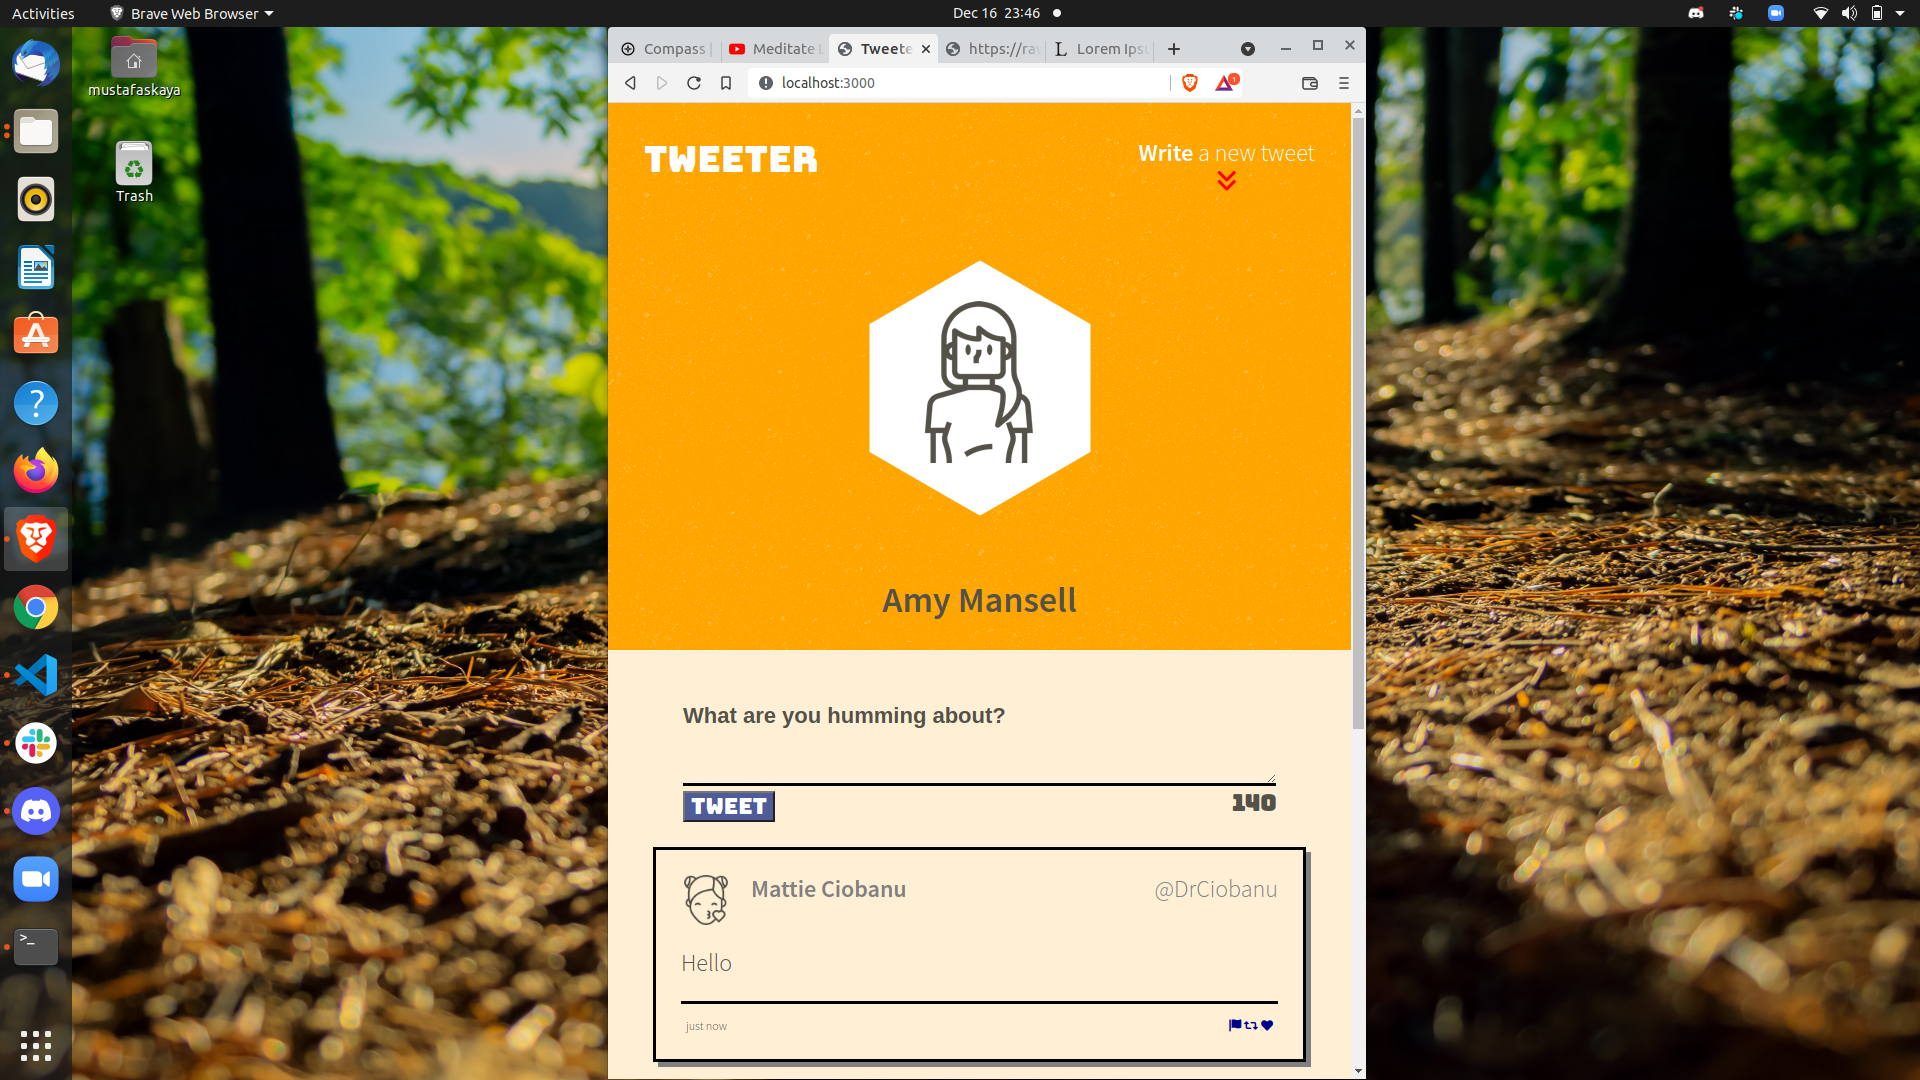 Activities
Brave Web Browser
Dec 16 23:46
mustafaskaya
Trash
Compass
Meditate
Tweete
https://ra
Lorem Ips
1
localhost:3000
TWEETER
Write a new tweet
Amy Mansell
What are you humming about?
TWEET
140
Mattie Ciobanu
@DrCiobanu
Hello
just now